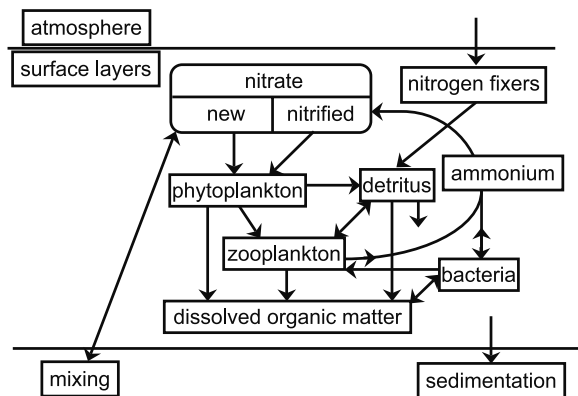 atmosphere
surface layers
nitrate
new
nitrified
nitrogen fixers
phytoplankton
detritus
ammonium
zooplankton
bacteria
dissolved organic matter
mixing
sedimentation